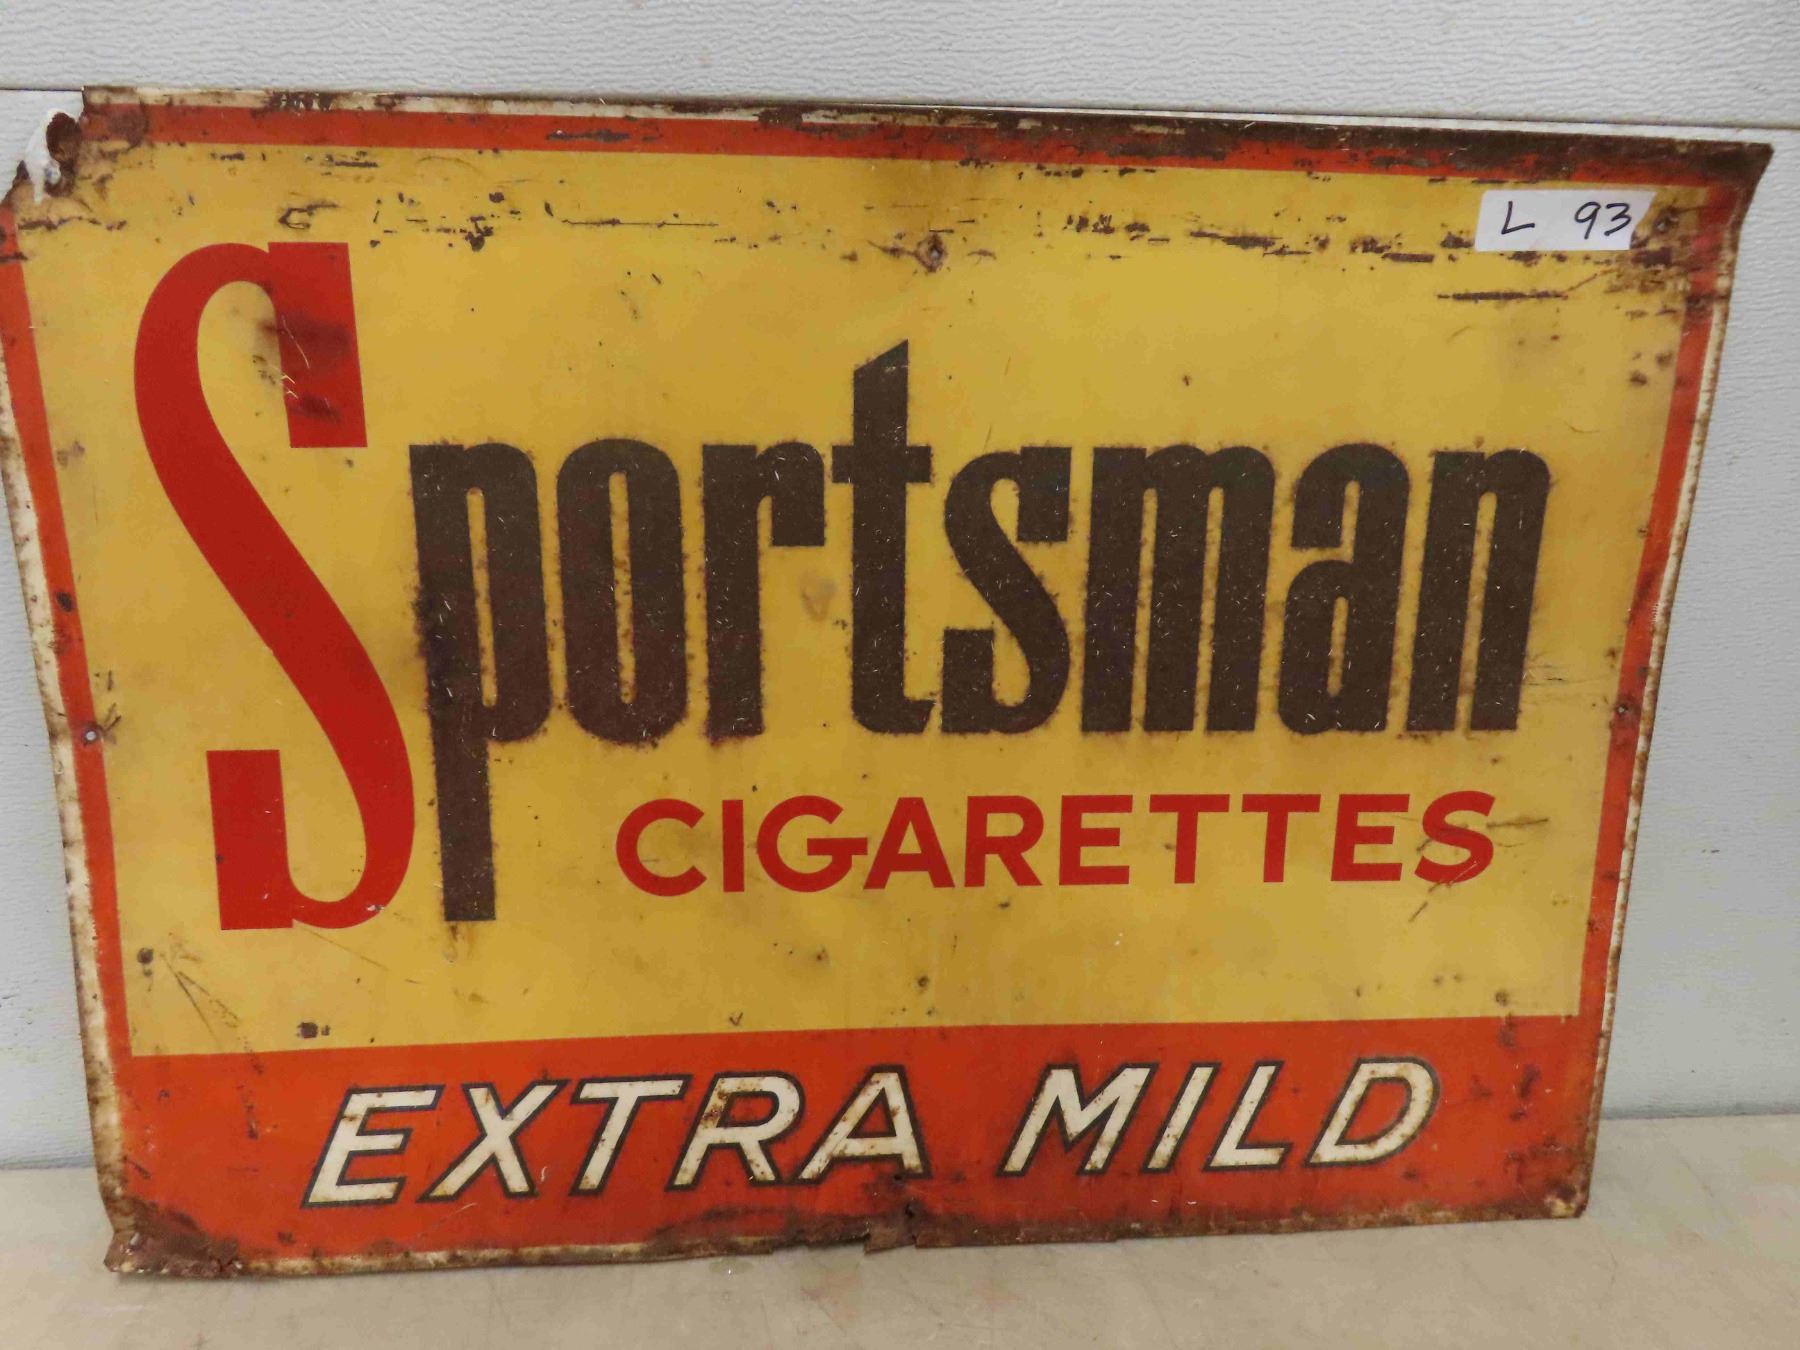 L 93
Sportsman
CIGARETTES
EXTRA MILD